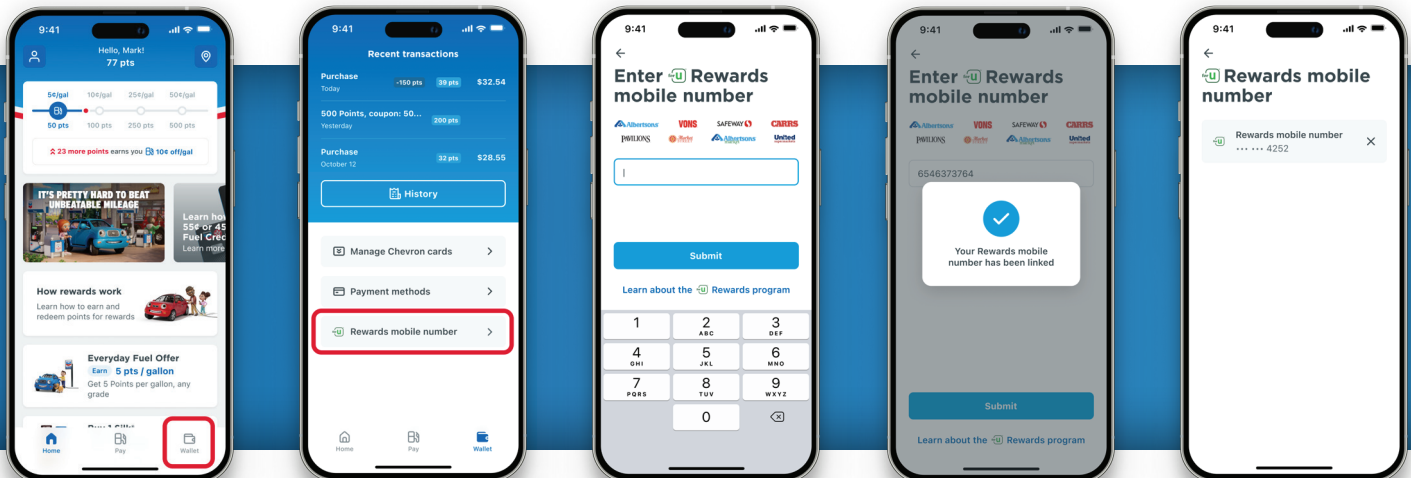 9:41
Hello, Mark!
77 pts
5¢/gal 10¢/gal 25¢/gal 50¢/gal
50 pts 100 pts 250 pts 500 pts
23 more points earns you 10¢ off/gal
IT'S PRETTY HARD TO BEAT
UNBEATABLE MILEAGE
Learn how
55¢ or 45
Fuel Cred
Learn more
How rewards work
Learn how to earn and
redeem points for rewards
Everyday Fuel Offer
Earn 5 pts / gallon
Get 5 Points per gallon, any
grade
Home Pay Wallet
9:41
Recent transactions
Purchase -150 pts 39 pts $32.54
Today
500 Points, coupon: 50... 200 pts
Yesterday
Purchase 32 pts $28.55
October 12
History
Manage Chevron cards
Payment methods
U Rewards mobile number
Home Pay Wallet
9:41
Enter U Rewards
mobile number
Albertsons VONS SAFEWAY CARRS
PAVILIONS Albertsons United
Submit
Learn about the U Rewards program
1 2 ABC 3 DEF
4 GHI 5 JKL 6 MNO
7 PQRS 8 TUV 9 WXYZ
0
9:41
Enter U Rewards
mobile number
Albertsons VONS SAFEWAY CARRS
PAVILIONS Albertsons United
6546373764
Your Rewards mobile
number has been linked
Submit
Learn about the U Rewards program
9:41
U Rewards mobile
number
U Rewards mobile number
••• ••• 4252